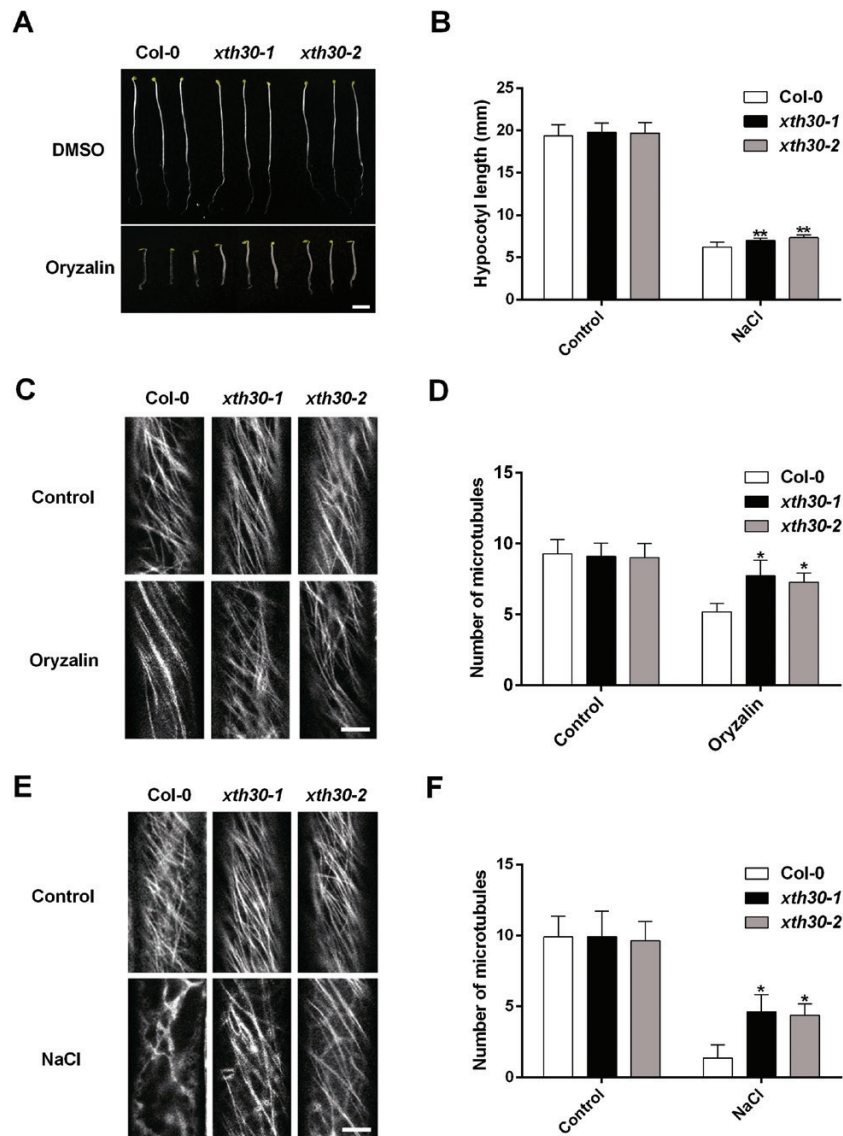 A
Col-0 xth30-1 xth30-2
DMSO
Oryzalin
B
Hypocotyl length (mm)
25
20
15
10
5
0
Col-0
xth30-1
xth30-2
** **
Control NaCl
C
Col-0 xth30-1 xth30-2
Control
Oryzalin
D
Number of microtubules
15
10
5
0
Col-0
xth30-1
xth30-2
* *
Control Oryzalin
E
Col-0 xth30-1 xth30-2
Control
NaCl
F
Number of microtubules
15
10
5
0
Col-0
xth30-1
xth30-2
* *
Control NaCl